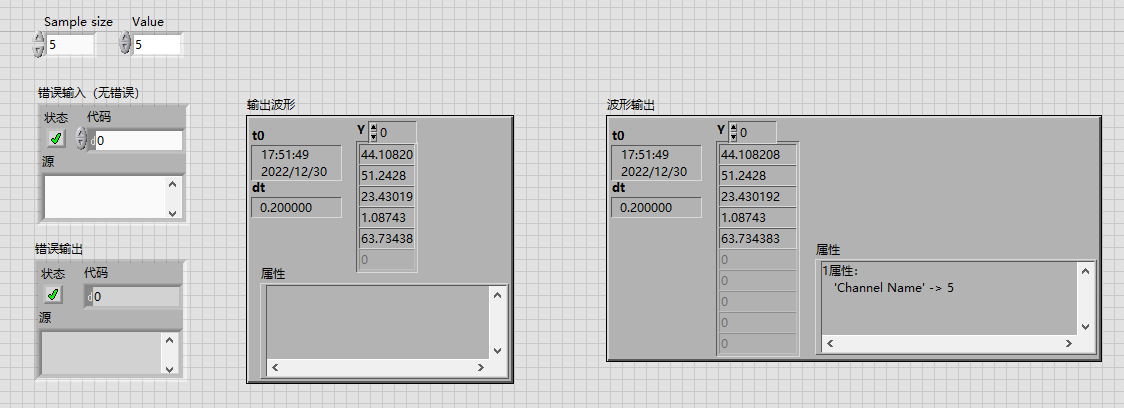 Sample size
Value
5
5
错误输入（无错误）
状态
代码
d0
源
错误输出
状态
代码
d0
源
输出波形
t0
17:51:49
2022/12/30
dt
0.200000
Y
0
44.10820
51.2428
23.43019
1.08743
63.73438
0
属性
波形输出
t0
17:51:49
2022/12/30
dt
0.200000
Y
0
44.108208
51.2428
23.430192
1.08743
63.734383
0
0
0
0
0
属性
1属性：
'Channel Name' -> 5